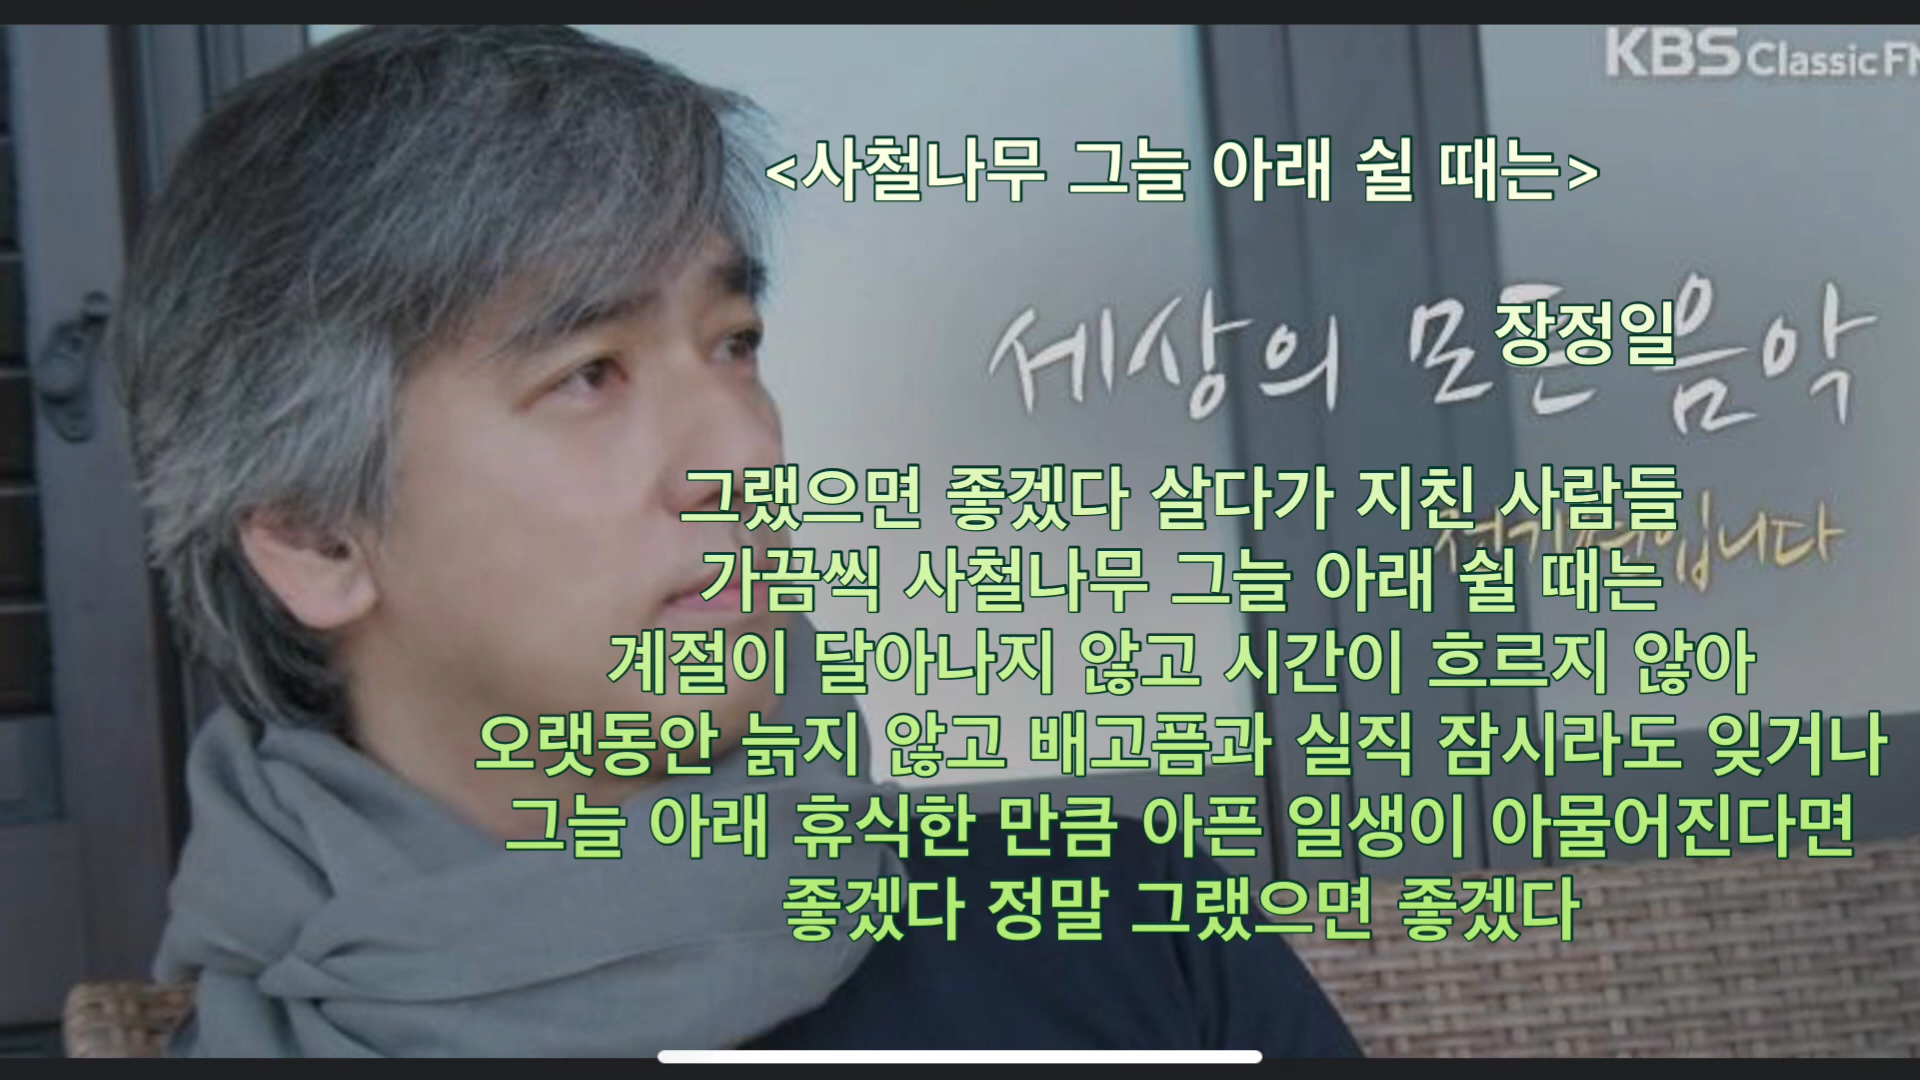 KBS Classic FM
<사철나무 그늘 아래 쉴 때는>
세상의 모든 음악
장정일
그랬으면 좋겠다 살다가 지친 사람들
입니다
가끔씩 사철나무 그늘 아래 쉴 때는
계절이 달아나지 않고 시간이 흐르지 않아
오랫동안 늙지 않고 배고픔과 실직 잠시라도 잊거나
그늘 아래 휴식한 만큼 아픈 일생이 아물어진다면
좋겠다 정말 그랬으면 좋겠다